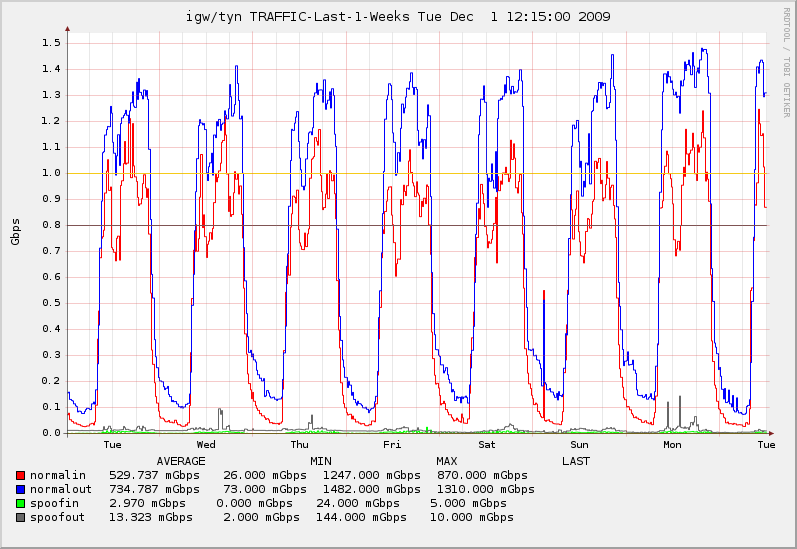 igw/tyn TRAFFIC-Last-1-Weeks Tue Dec  1 12:15:00 2009
RRDTOOL / TOBI OETIKER
Gbps
1.5
1.4
1.3
1.2
1.1
1.0
0.9
0.8
0.7
0.6
0.5
0.4
0.3
0.2
0.1
0.0
Tue Wed Thu Fri Sat Sun Mon Tue
AVERAGE MIN MAX LAST
normalin 529.737 mGbps 26.000 mGbps 1247.000 mGbps 870.000 mGbps
normalout 734.787 mGbps 73.000 mGbps 1482.000 mGbps 1310.000 mGbps
spoofin 2.970 mGbps 0.000 mGbps 24.000 mGbps 5.000 mGbps
spoofout 13.323 mGbps 2.000 mGbps 144.000 mGbps 10.000 mGbps